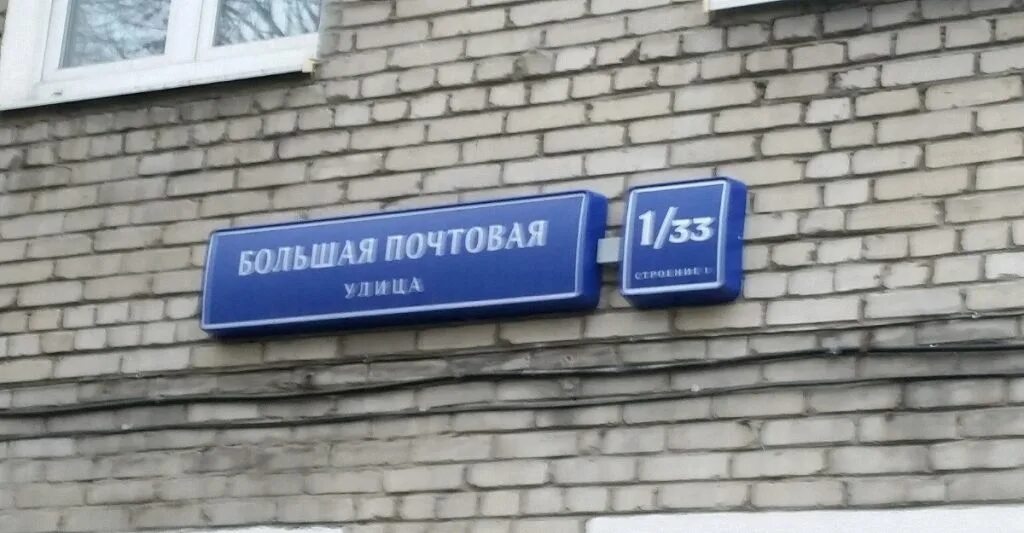 БОЛЬШАЯ ПОЧТОВАЯ
УЛИЦА
1/33
СТРОЕНИЕ 1